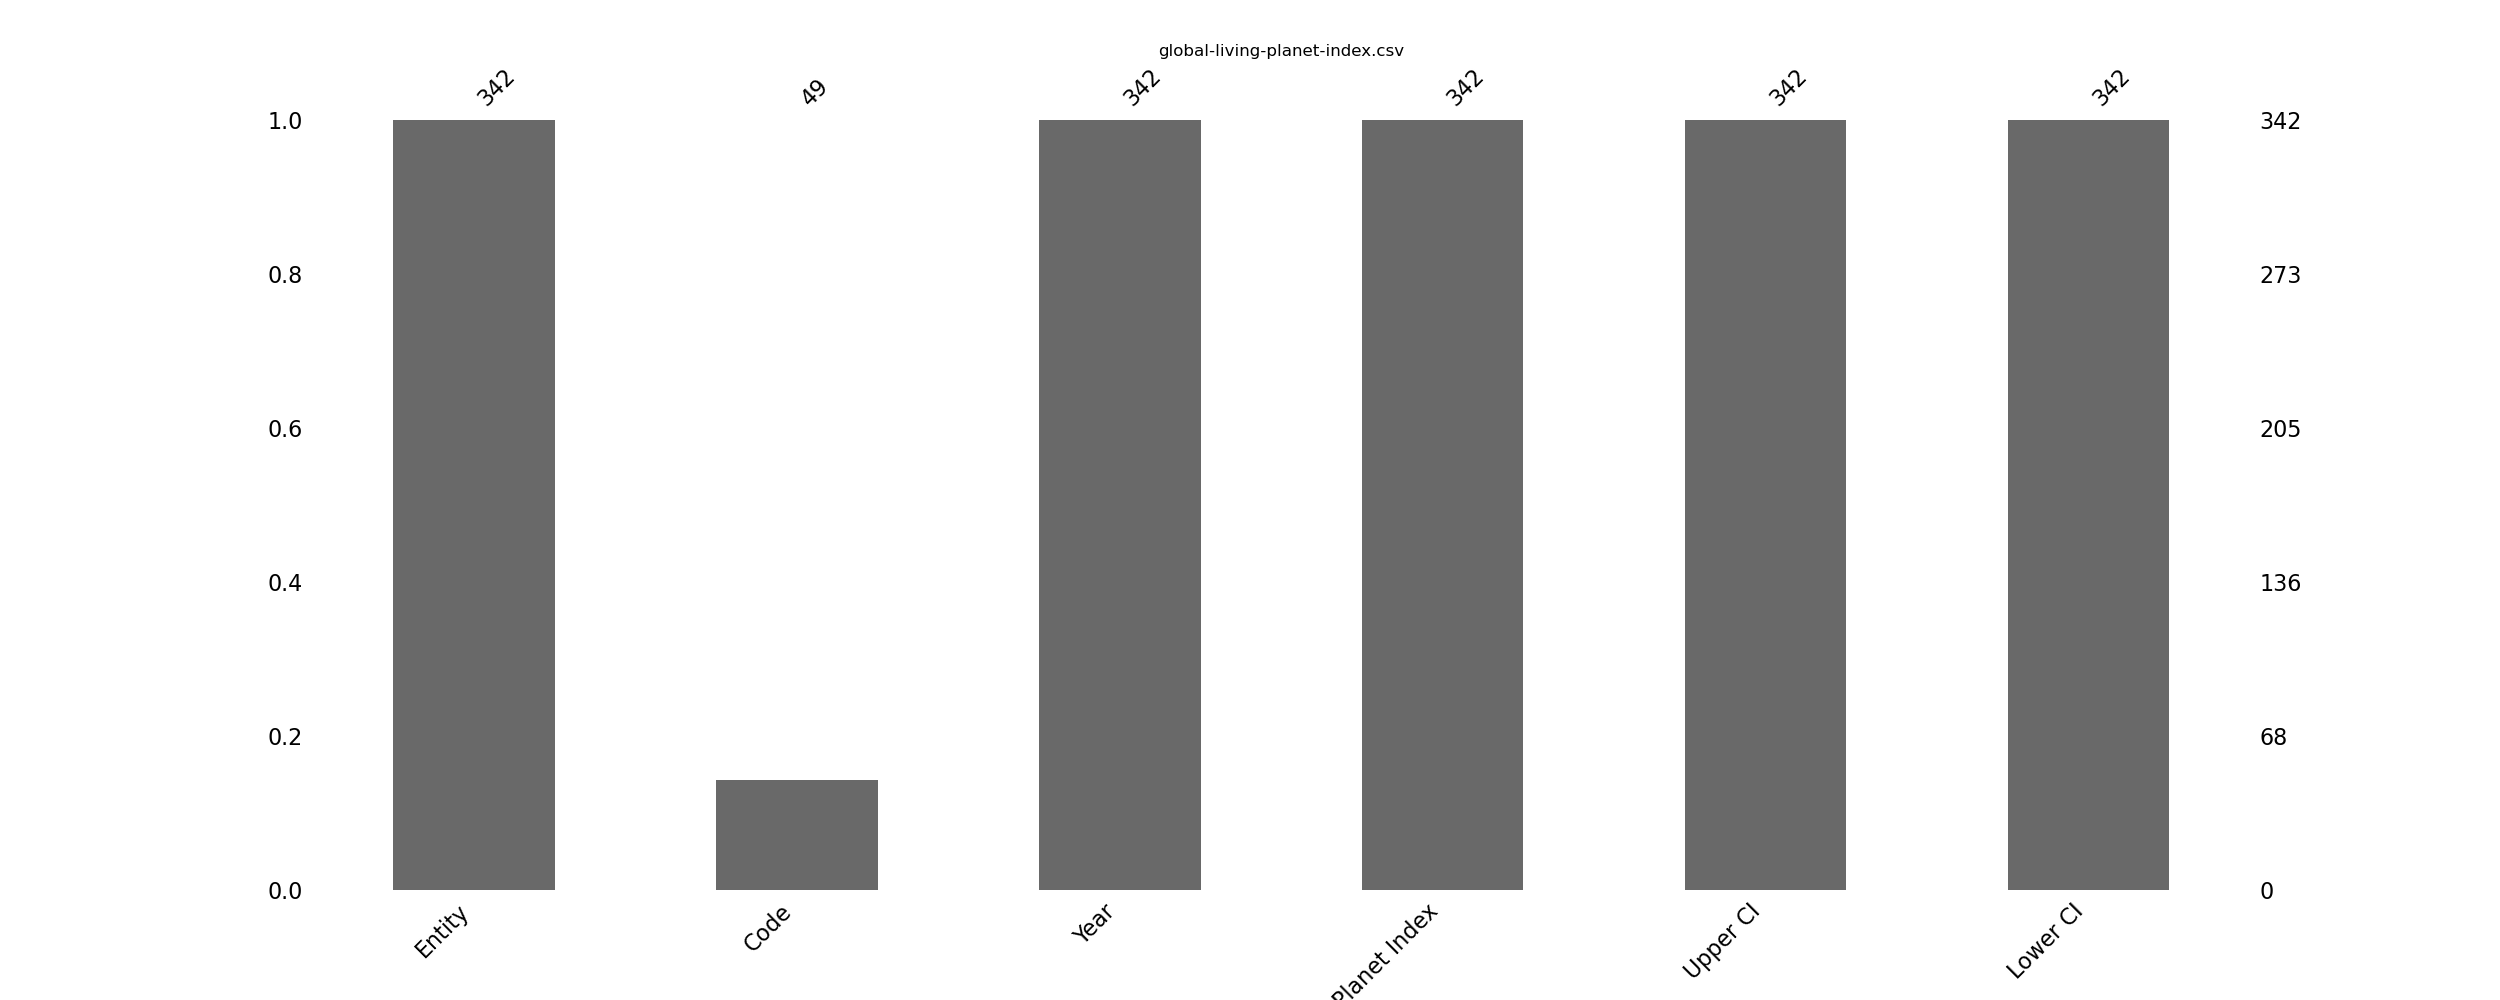 global-living-planet-index.csv
342 49 342 342 342 342
1.0 342
0.8 273
0.6 205
0.4 136
0.2 68
0.0 0
Entity Code Year Planet Index Upper CI Lower CI